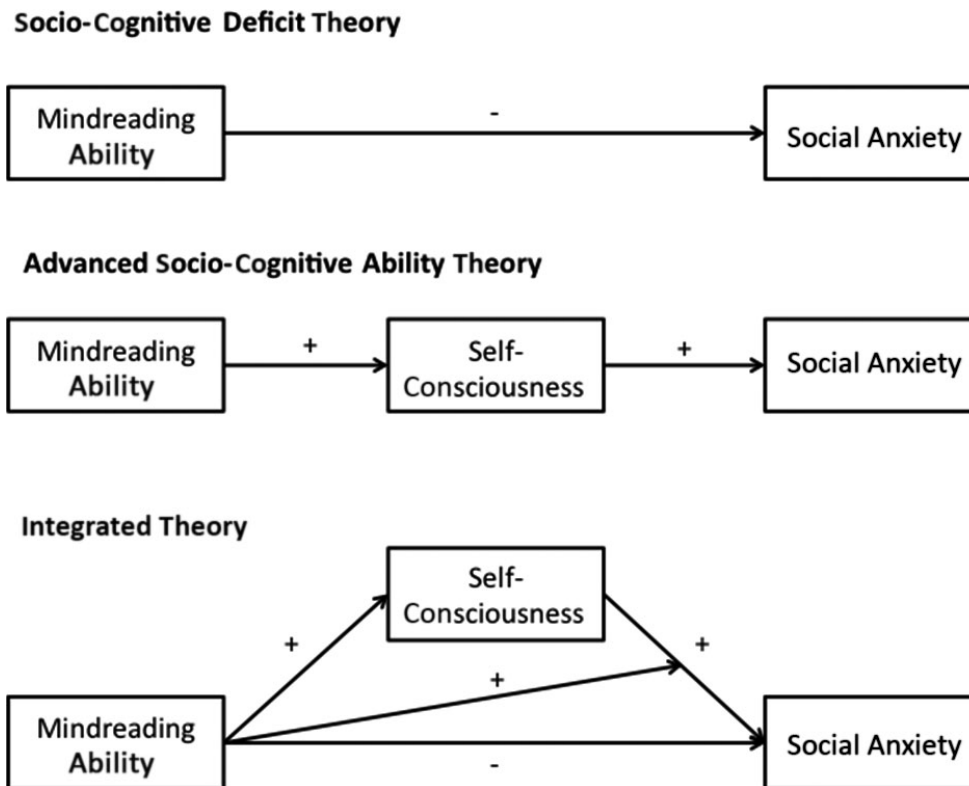 Socio-Cognitive Deficit Theory
Mindreading
Ability
-
Social Anxiety
Advanced Socio-Cognitive Ability Theory
Mindreading
Ability
+
Self-
Consciousness
+
Social Anxiety
Integrated Theory
Self-
Consciousness
+
+
+
Mindreading
Ability
-
Social Anxiety